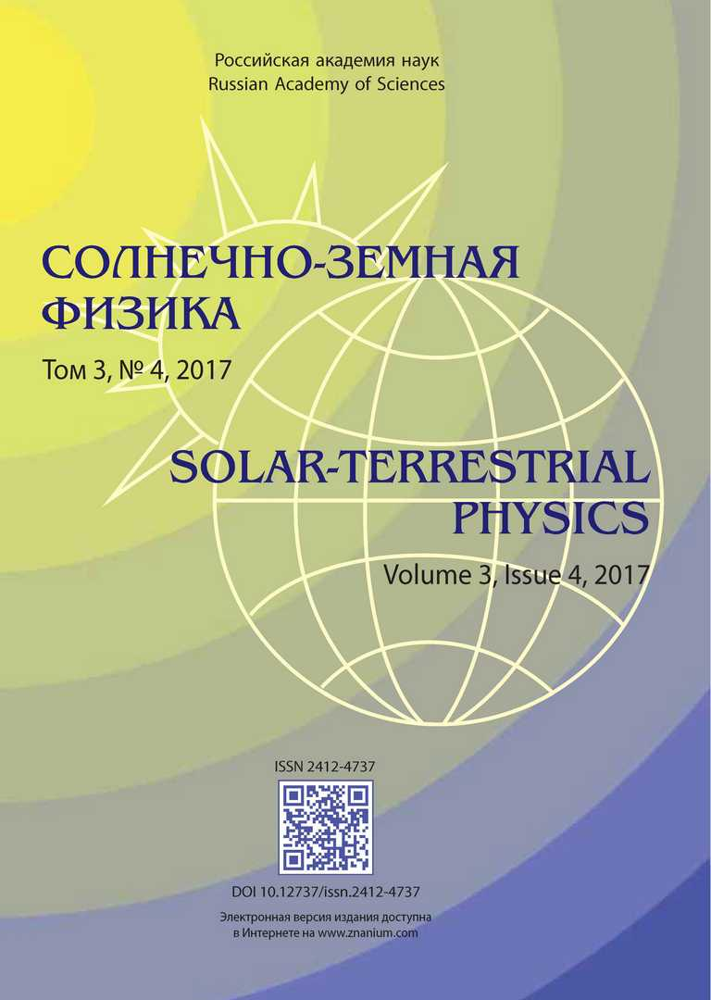 Российская академия наук
Russian Academy of Sciences
СОЛНЕЧНО-ЗЕМНАЯ
ФИЗИКА
Том 3, № 4, 2017
SOLAR-TERRESTRIAL
PHYSICS
Volume 3, Issue 4, 2017
ISSN 2412-4737
DOI 10.12737/issn.2412-4737
Электронная версия издания доступна
в Интернете на www.znanium.com